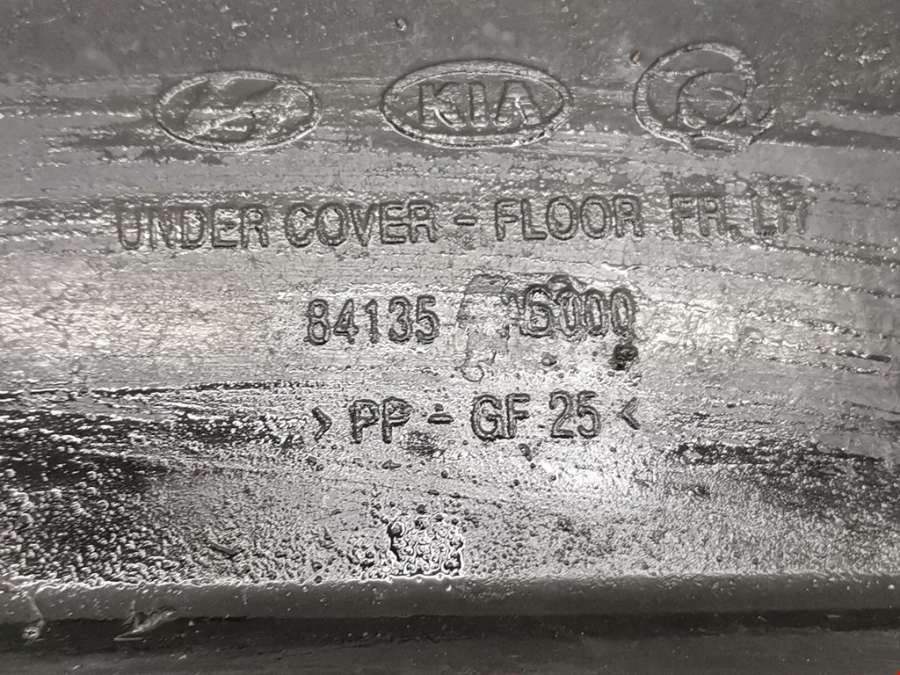 KIA
UNDER COVER - FLOOR FR. LH
84135
>PP - GF 25<